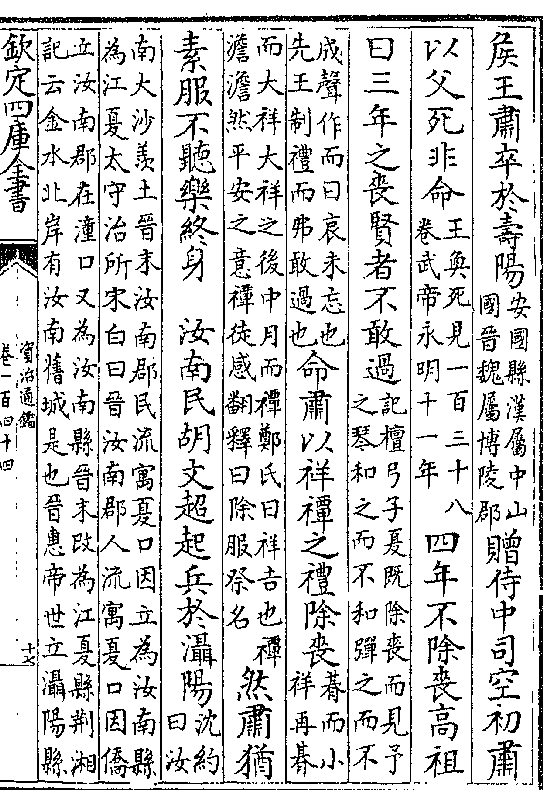 侯王肅卒於壽陽安國縣漢屬中山
國晉魏屬博陵郡贈侍中司空初肅
以父死非命王奐死見一百三十八
卷武帝永明十一年四年不除喪高祖
曰三年之喪賢者不敢過記檀弓子夏既除喪而見予
之琴和之而不和彈之而不
成聲作而曰哀未忘也
先王制禮而弗敢過也命肅以祥禫之禮除喪朞而小
祥再朞
而大祥大祥之後中月而禫鄭氏曰祥吉也禫
澹澹然平安之意禫徒感翻釋曰除服祭名然肅猶
素服不聽樂終身　汝南民胡文超起兵於灄陽沈約
曰汝
南大沙羨土晉末汝南郡民流寓夏口因立為汝南縣
為江夏太守治所宋白曰晉汝南郡人流寓夏口因僑
立汝南郡在潼口又為汝南縣晉末改為江夏縣荆湘
記云金水北岸有汝南舊城是也晉惠帝世立灄陽縣
欽定四庫全書
資治通鑑
卷一百四十四
十七